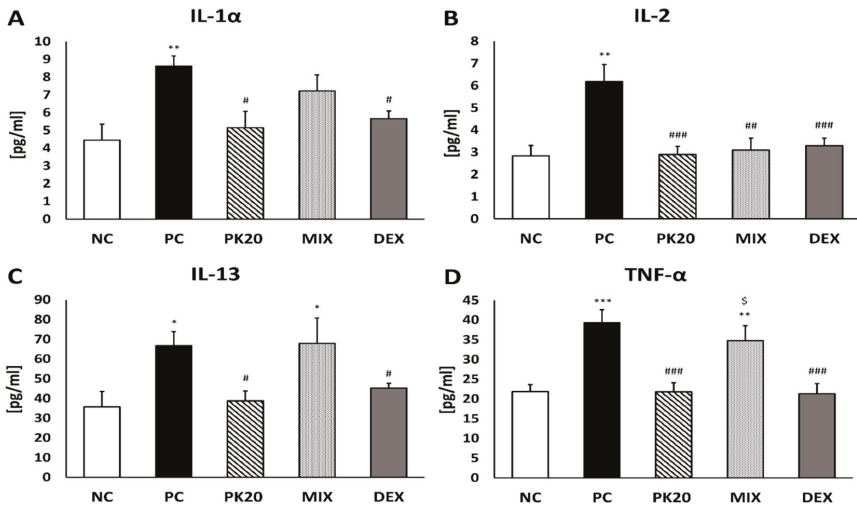 A IL-1α
[pg/ml]
10
9
8
7
6
5
4
3
2
1
0
** # #
NC PC PK20 MIX DEX
B IL-2
[pg/ml]
8
7
6
5
4
3
2
1
0
** ### ## ###
NC PC PK20 MIX DEX
C IL-13
[pg/ml]
90
80
70
60
50
40
30
20
10
0
* # * #
NC PC PK20 MIX DEX
D TNF-α
[pg/ml]
45
40
35
30
25
20
15
10
5
0
$
*** ### ** ###
NC PC PK20 MIX DEX